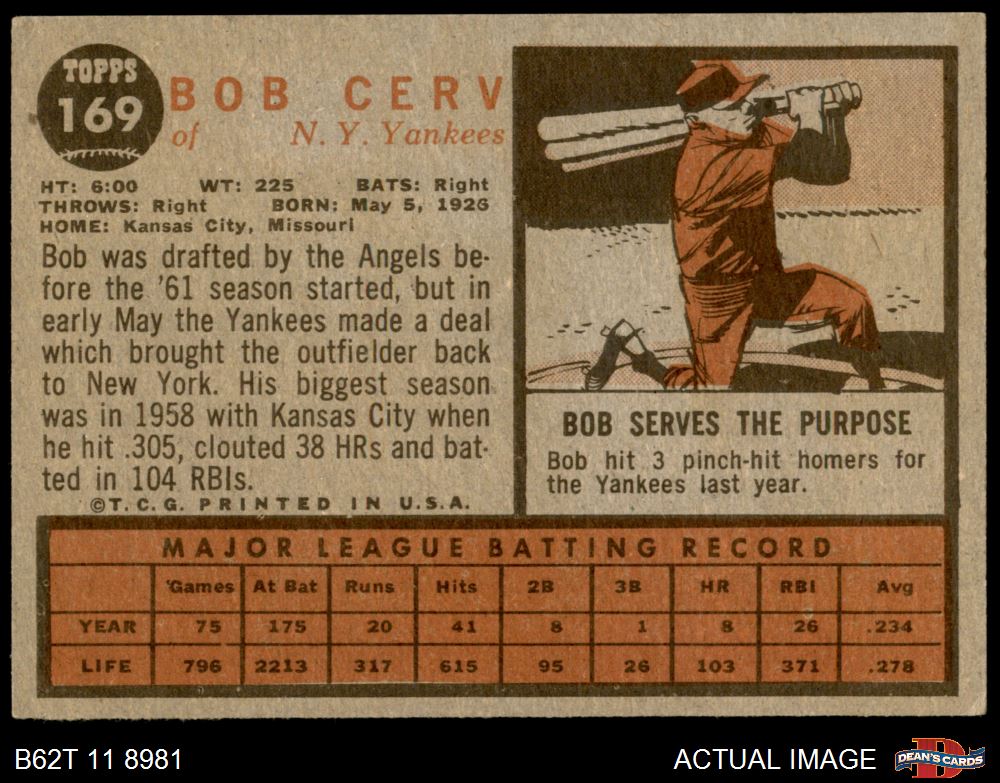 TOPPS
169
BOB CERV
of N. Y. Yankees
HT: 6:00 WT: 225 BATS: Right
THROWS: Right BORN: May 5, 1926
HOME: Kansas City, Missouri
Bob was drafted by the Angels be-
fore the '61 season started, but in
early May the Yankees made a deal
which brought the outfielder back
to New York. His biggest season
was in 1958 with Kansas City when
he hit .305, clouted 38 HRs and bat-
ted in 104 RBIs.
©T. C. G. PRINTED IN U.S.A.
BOB SERVES THE PURPOSE
Bob hit 3 pinch-hit homers for
the Yankees last year.
MAJOR LEAGUE BATTING RECORD
Games At Bat Runs Hits 2B 3B HR RBI Avg
YEAR 75 175 20 41 8 1 8 26 .234
LIFE 796 2213 317 615 95 26 103 371 .278
B62T 11 8981
ACTUAL IMAGE
D
DEAN'S CARDS